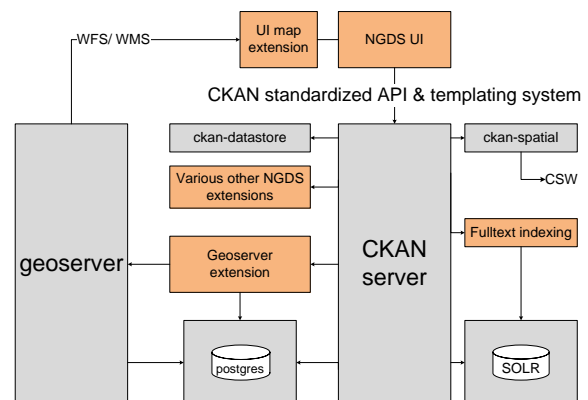 WFS/ WMS
UI map
extension
NGDS UI
CKAN standardized API & templating system
ckan-datastore
ckan-spatial
CSW
Various other NGDS
extensions
Fulltext indexing
geoserver
Geoserver
extension
CKAN
server
postgres
SOLR